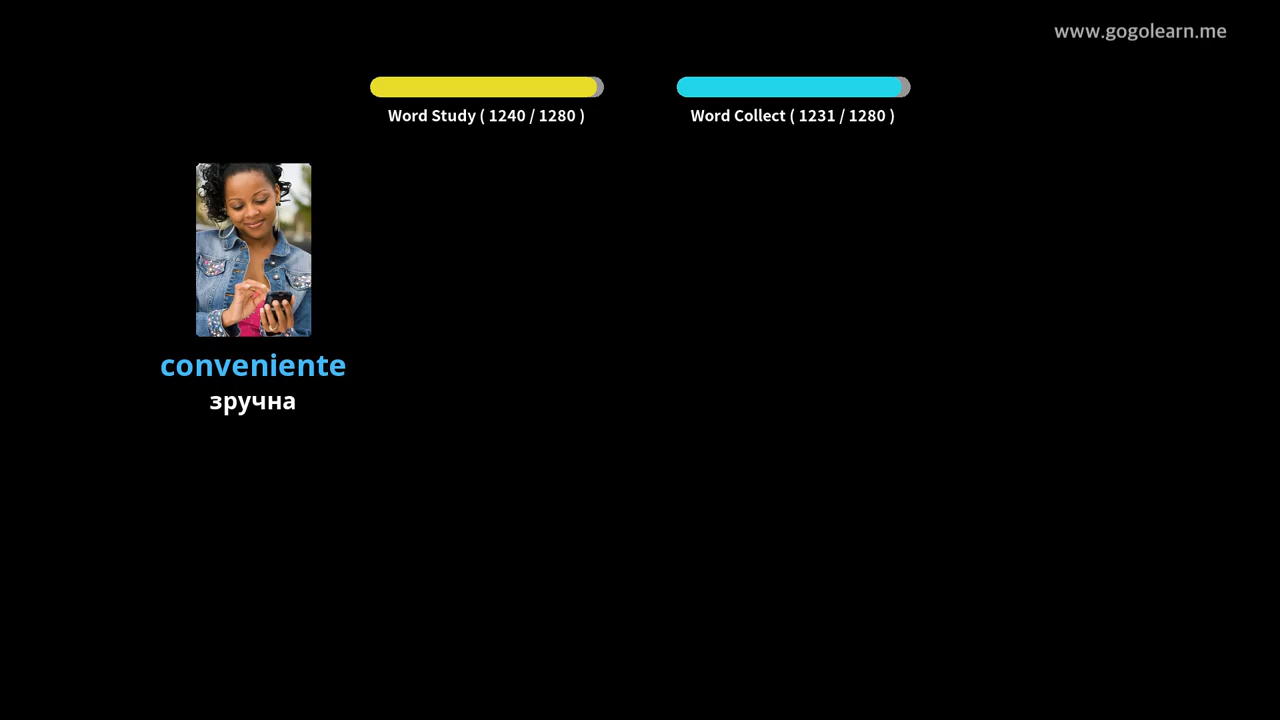 www.gogolearn.me
Word Study ( 1240 / 1280 )
Word Collect ( 1231 / 1280 )
conveniente
зручна